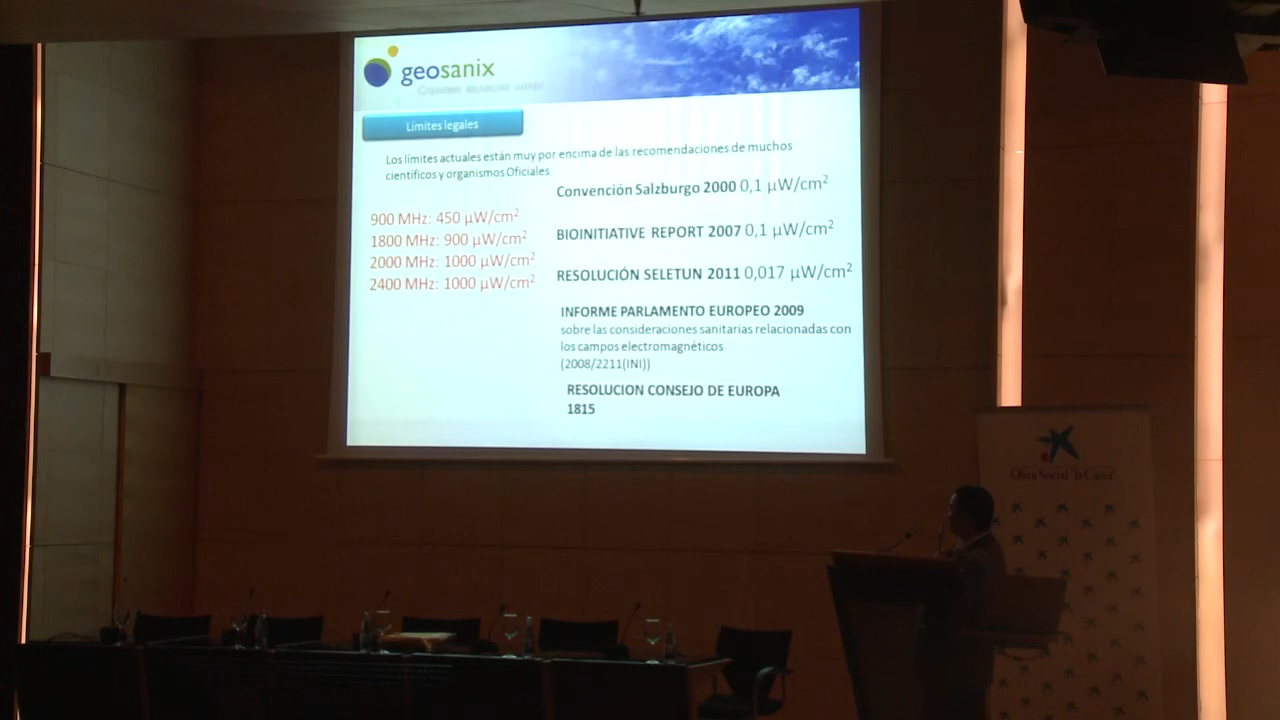 geosanix
Límites legales
Los límites actuales están muy por encima de las recomendaciones de muchos
científicos y organismos Oficiales
900 MHz: 450 µW/cm²
1800 MHz: 900 µW/cm²
2000 MHz: 1000 µW/cm²
2400 MHz: 1000 µW/cm²
Convención Salzburgo 2000 0,1 µW/cm²
BIOINITIATIVE REPORT 2007 0,1 µW/cm²
RESOLUCIÓN SELETUN 2011 0,017 µW/cm²
INFORME PARLAMENTO EUROPEO 2009
sobre las consideraciones sanitarias relacionadas con
los campos electromagnéticos
(2008/2211(INI))
RESOLUCION CONSEJO DE EUROPA
1815
Obra Social "la Caixa"